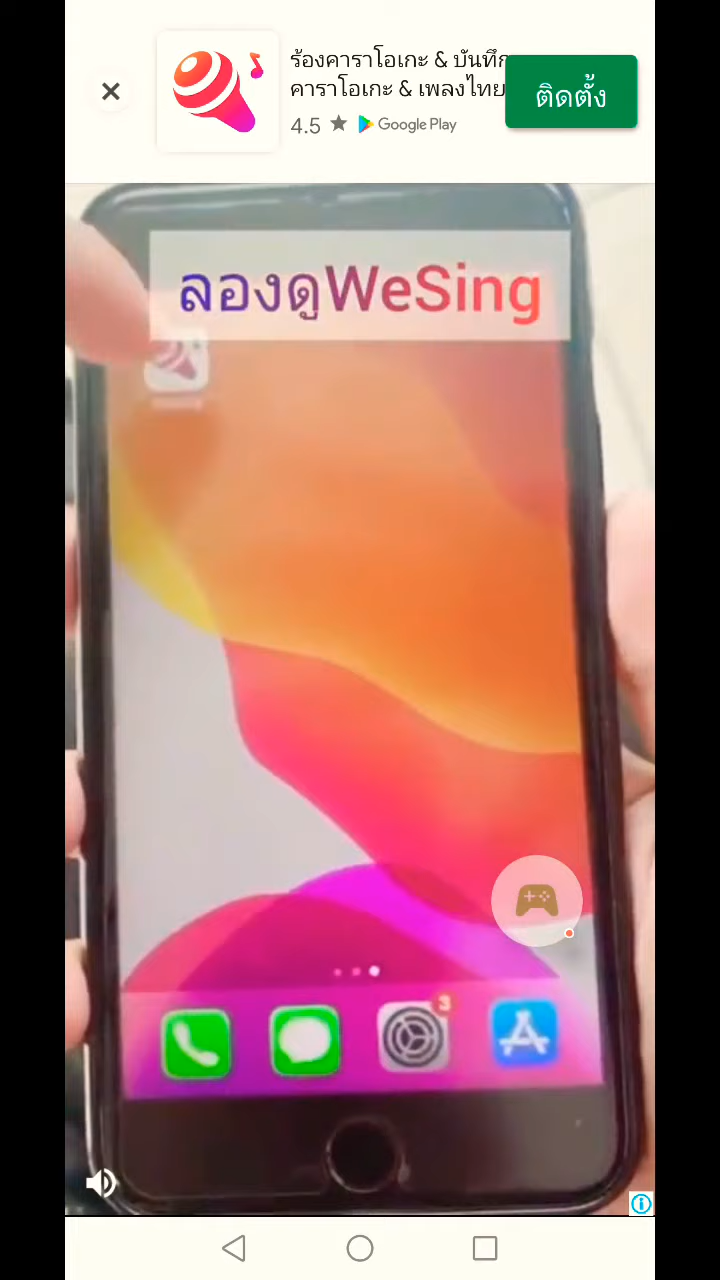 ร้องคาราโอเกะ & บันทึก
คาราโอเกะ & เพลงไทย
4.5 ★ Google Play
ติดตั้ง
ลองดูWeSing
3